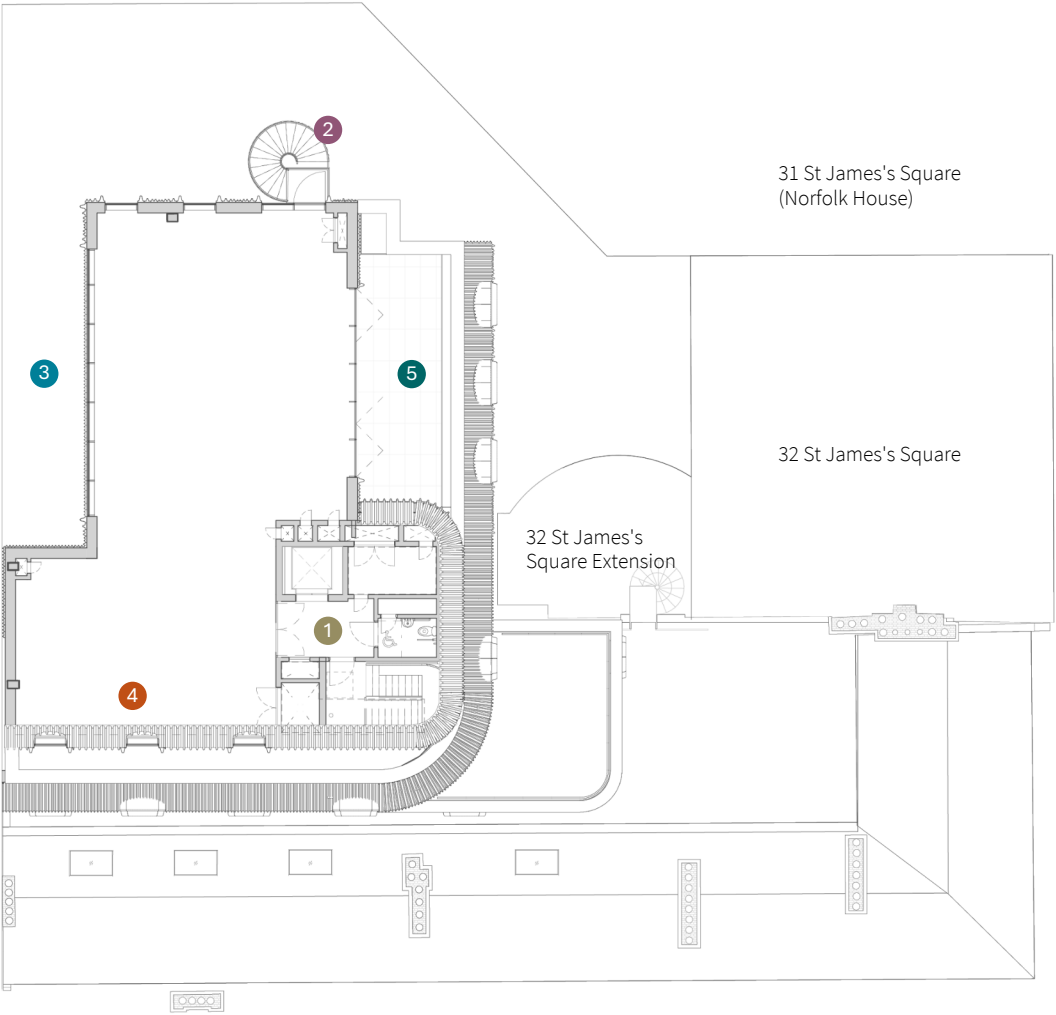 2
31 St James's Square
(Norfolk House)
3
5
32 St James's Square
32 St James's
Square Extension
1
4